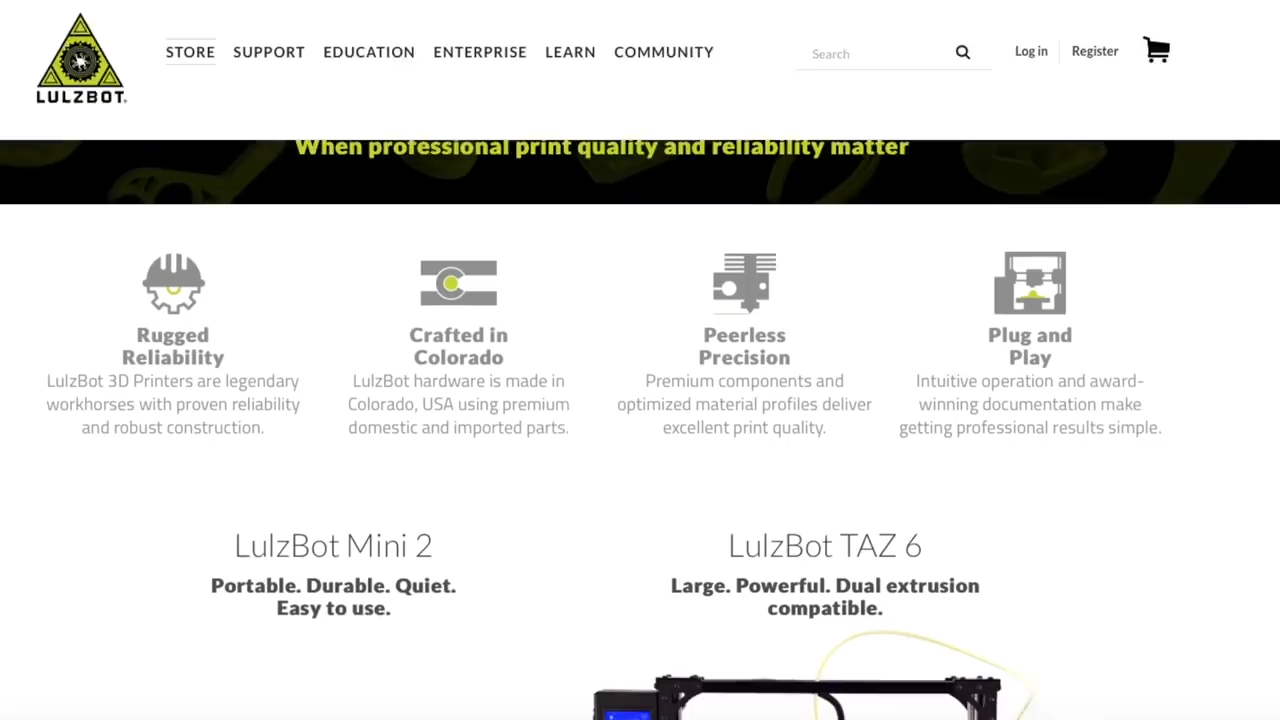 LULZBOT
STORE SUPPORT EDUCATION ENTERPRISE LEARN COMMUNITY
Search
Log in Register
When professional print quality and reliability matter
Rugged
Reliability
LulzBot 3D Printers are legendary
workhorses with proven reliability
and robust construction.
Crafted in
Colorado
LulzBot hardware is made in
Colorado, USA using premium
domestic and imported parts.
Peerless
Precision
Premium components and
optimized material profiles deliver
excellent print quality.
Plug and
Play
Intuitive operation and award-
winning documentation make
getting professional results simple.
LulzBot Mini 2
Portable. Durable. Quiet.
Easy to use.
LulzBot TAZ 6
Large. Powerful. Dual extrusion
compatible.